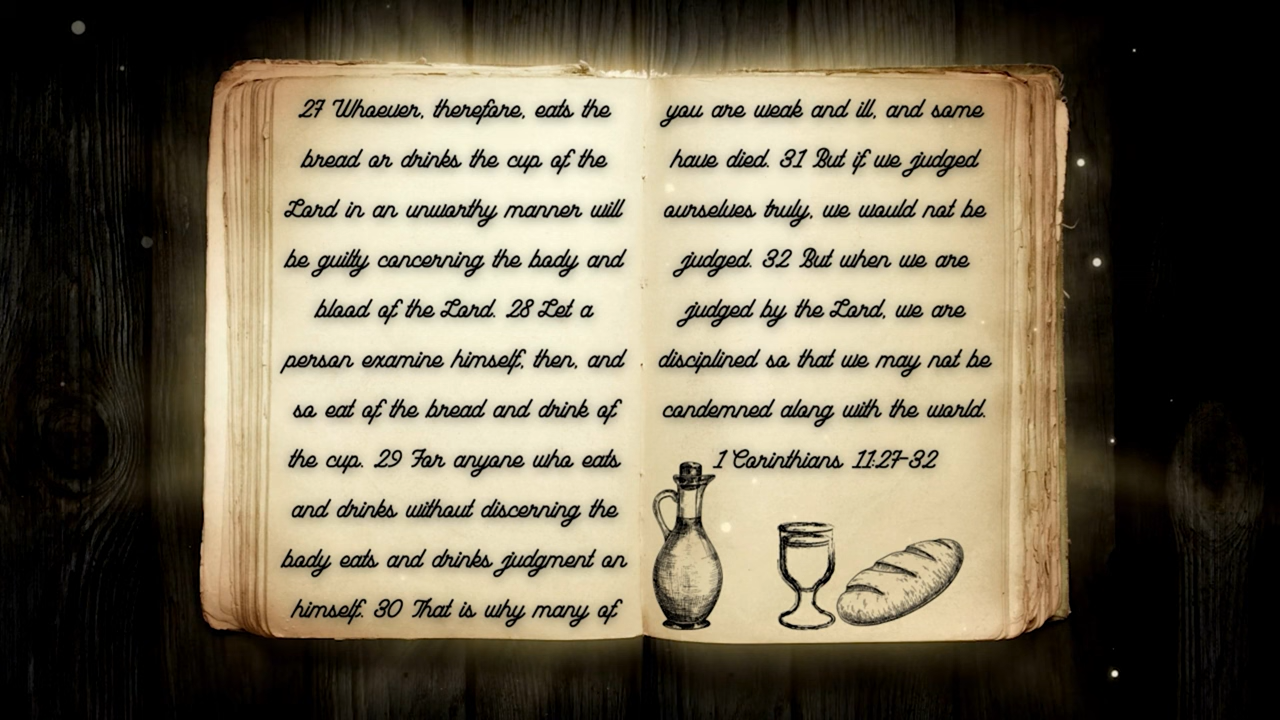 27 Whoever, therefore, eats the
bread or drinks the cup of the
Lord in an unworthy manner will
be guilty concerning the body and
blood of the Lord. 28 Let a
person examine himself, then, and
so eat of the bread and drink of
the cup. 29 For anyone who eats
and drinks without discerning the
body eats and drinks judgment on
himself. 30 That is why many of
you are weak and ill, and some
have died. 31 But if we judged
ourselves truly, we would not be
judged. 32 But when we are
judged by the Lord, we are
disciplined so that we may not be
condemned along with the world.
1 Corinthians 11:27-32